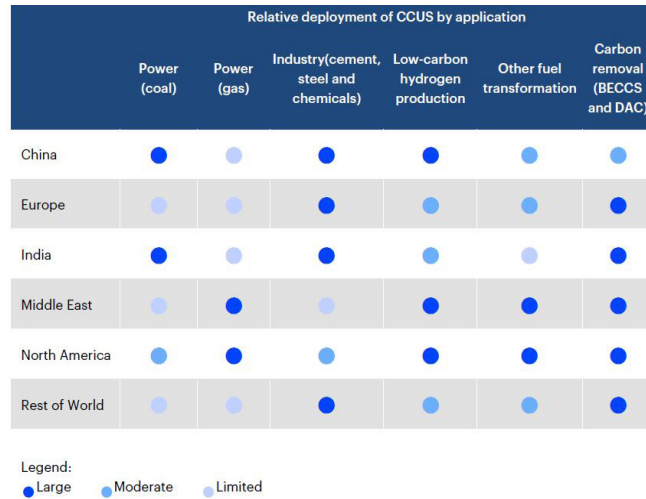 Relative deployment of CCUS by application
Power
(coal)
Power
(gas)
Industry(cement,
steel and
chemicals)
Low-carbon
hydrogen
production
Other fuel
transformation
Carbon
removal
(BECCS
and DAC)
China
Europe
India
Middle East
North America
Rest of World
Legend:
Large Moderate Limited